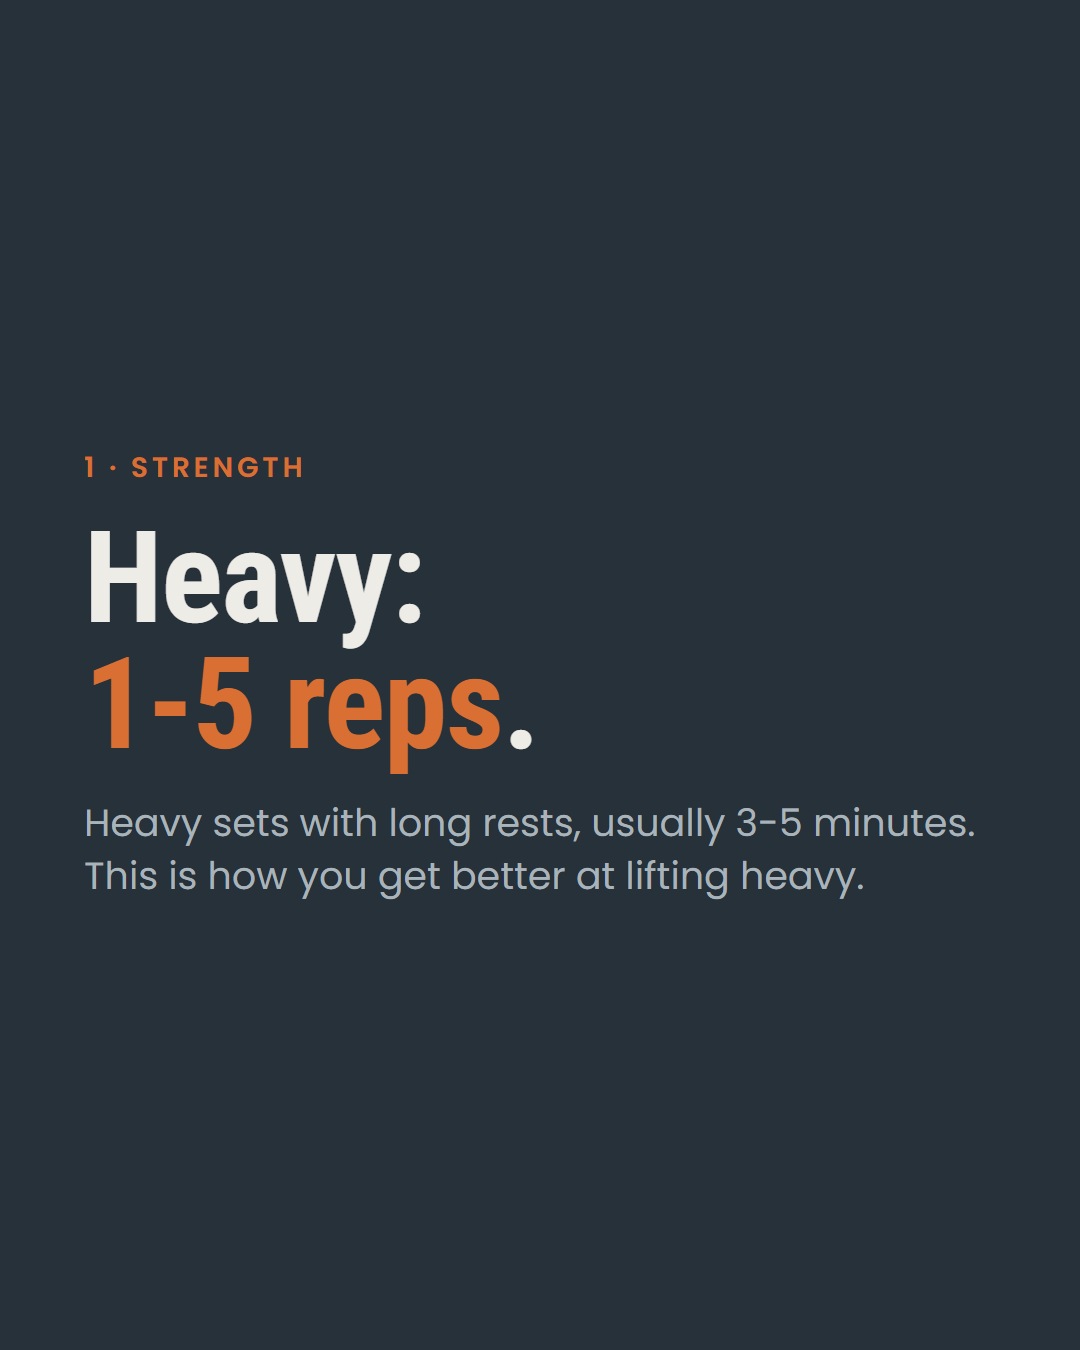 1 · STRENGTH
Heavy:
1-5 reps.
Heavy sets with long rests, usually 3–5 minutes.
This is how you get better at lifting heavy.